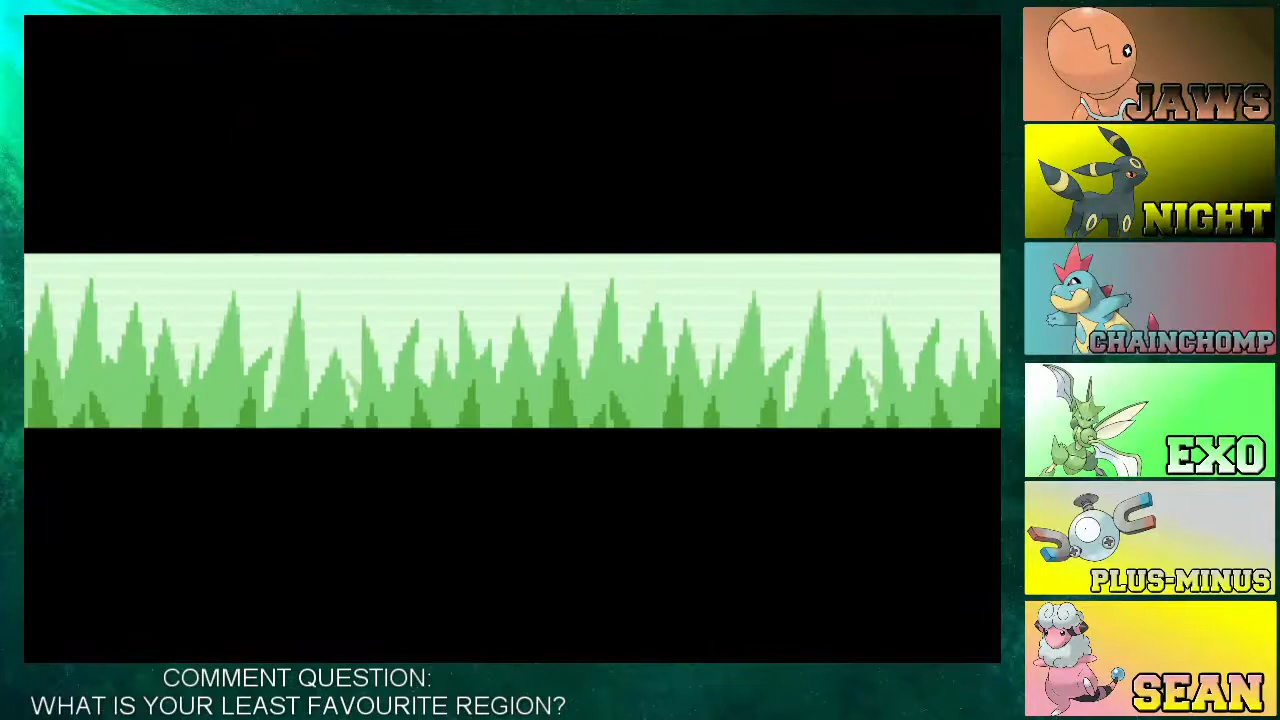 JAWS
NIGHT
CHAINCHOMP
EXO
PLUS-MINUS
SEAN
COMMENT QUESTION:
WHAT IS YOUR LEAST FAVOURITE REGION?